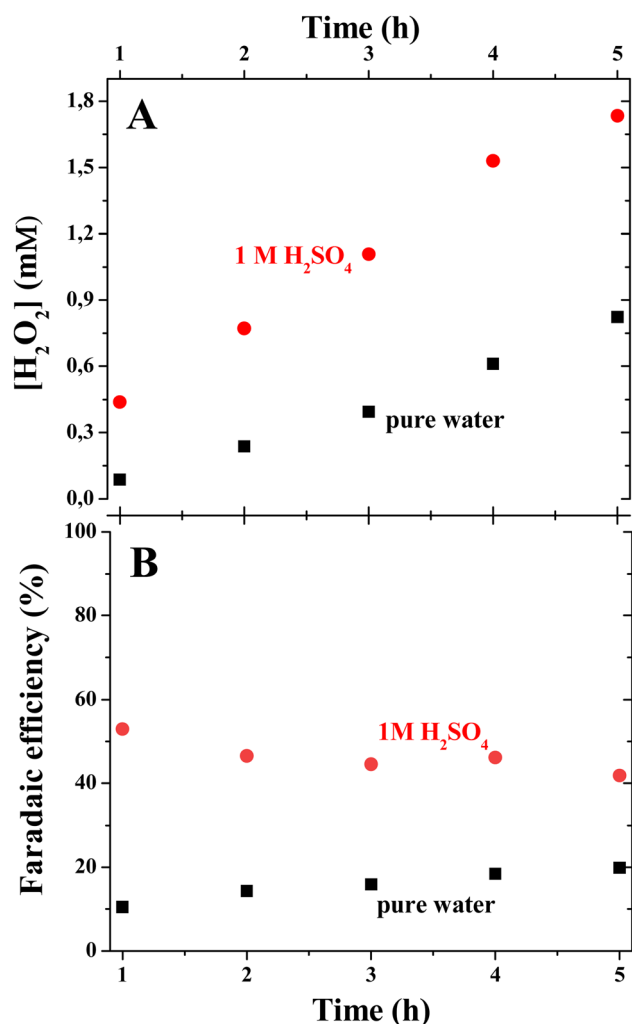 Time (h)
1 2 3 4 5
A
[H₂O₂] (mM)
1,8
1,5
1,2
0,9
0,6
0,3
0,0
1 M H₂SO₄
pure water
B
Faradaic efficiency (%)
100
80
60
40
20
0
1M H₂SO₄
pure water
1 2 3 4 5
Time (h)